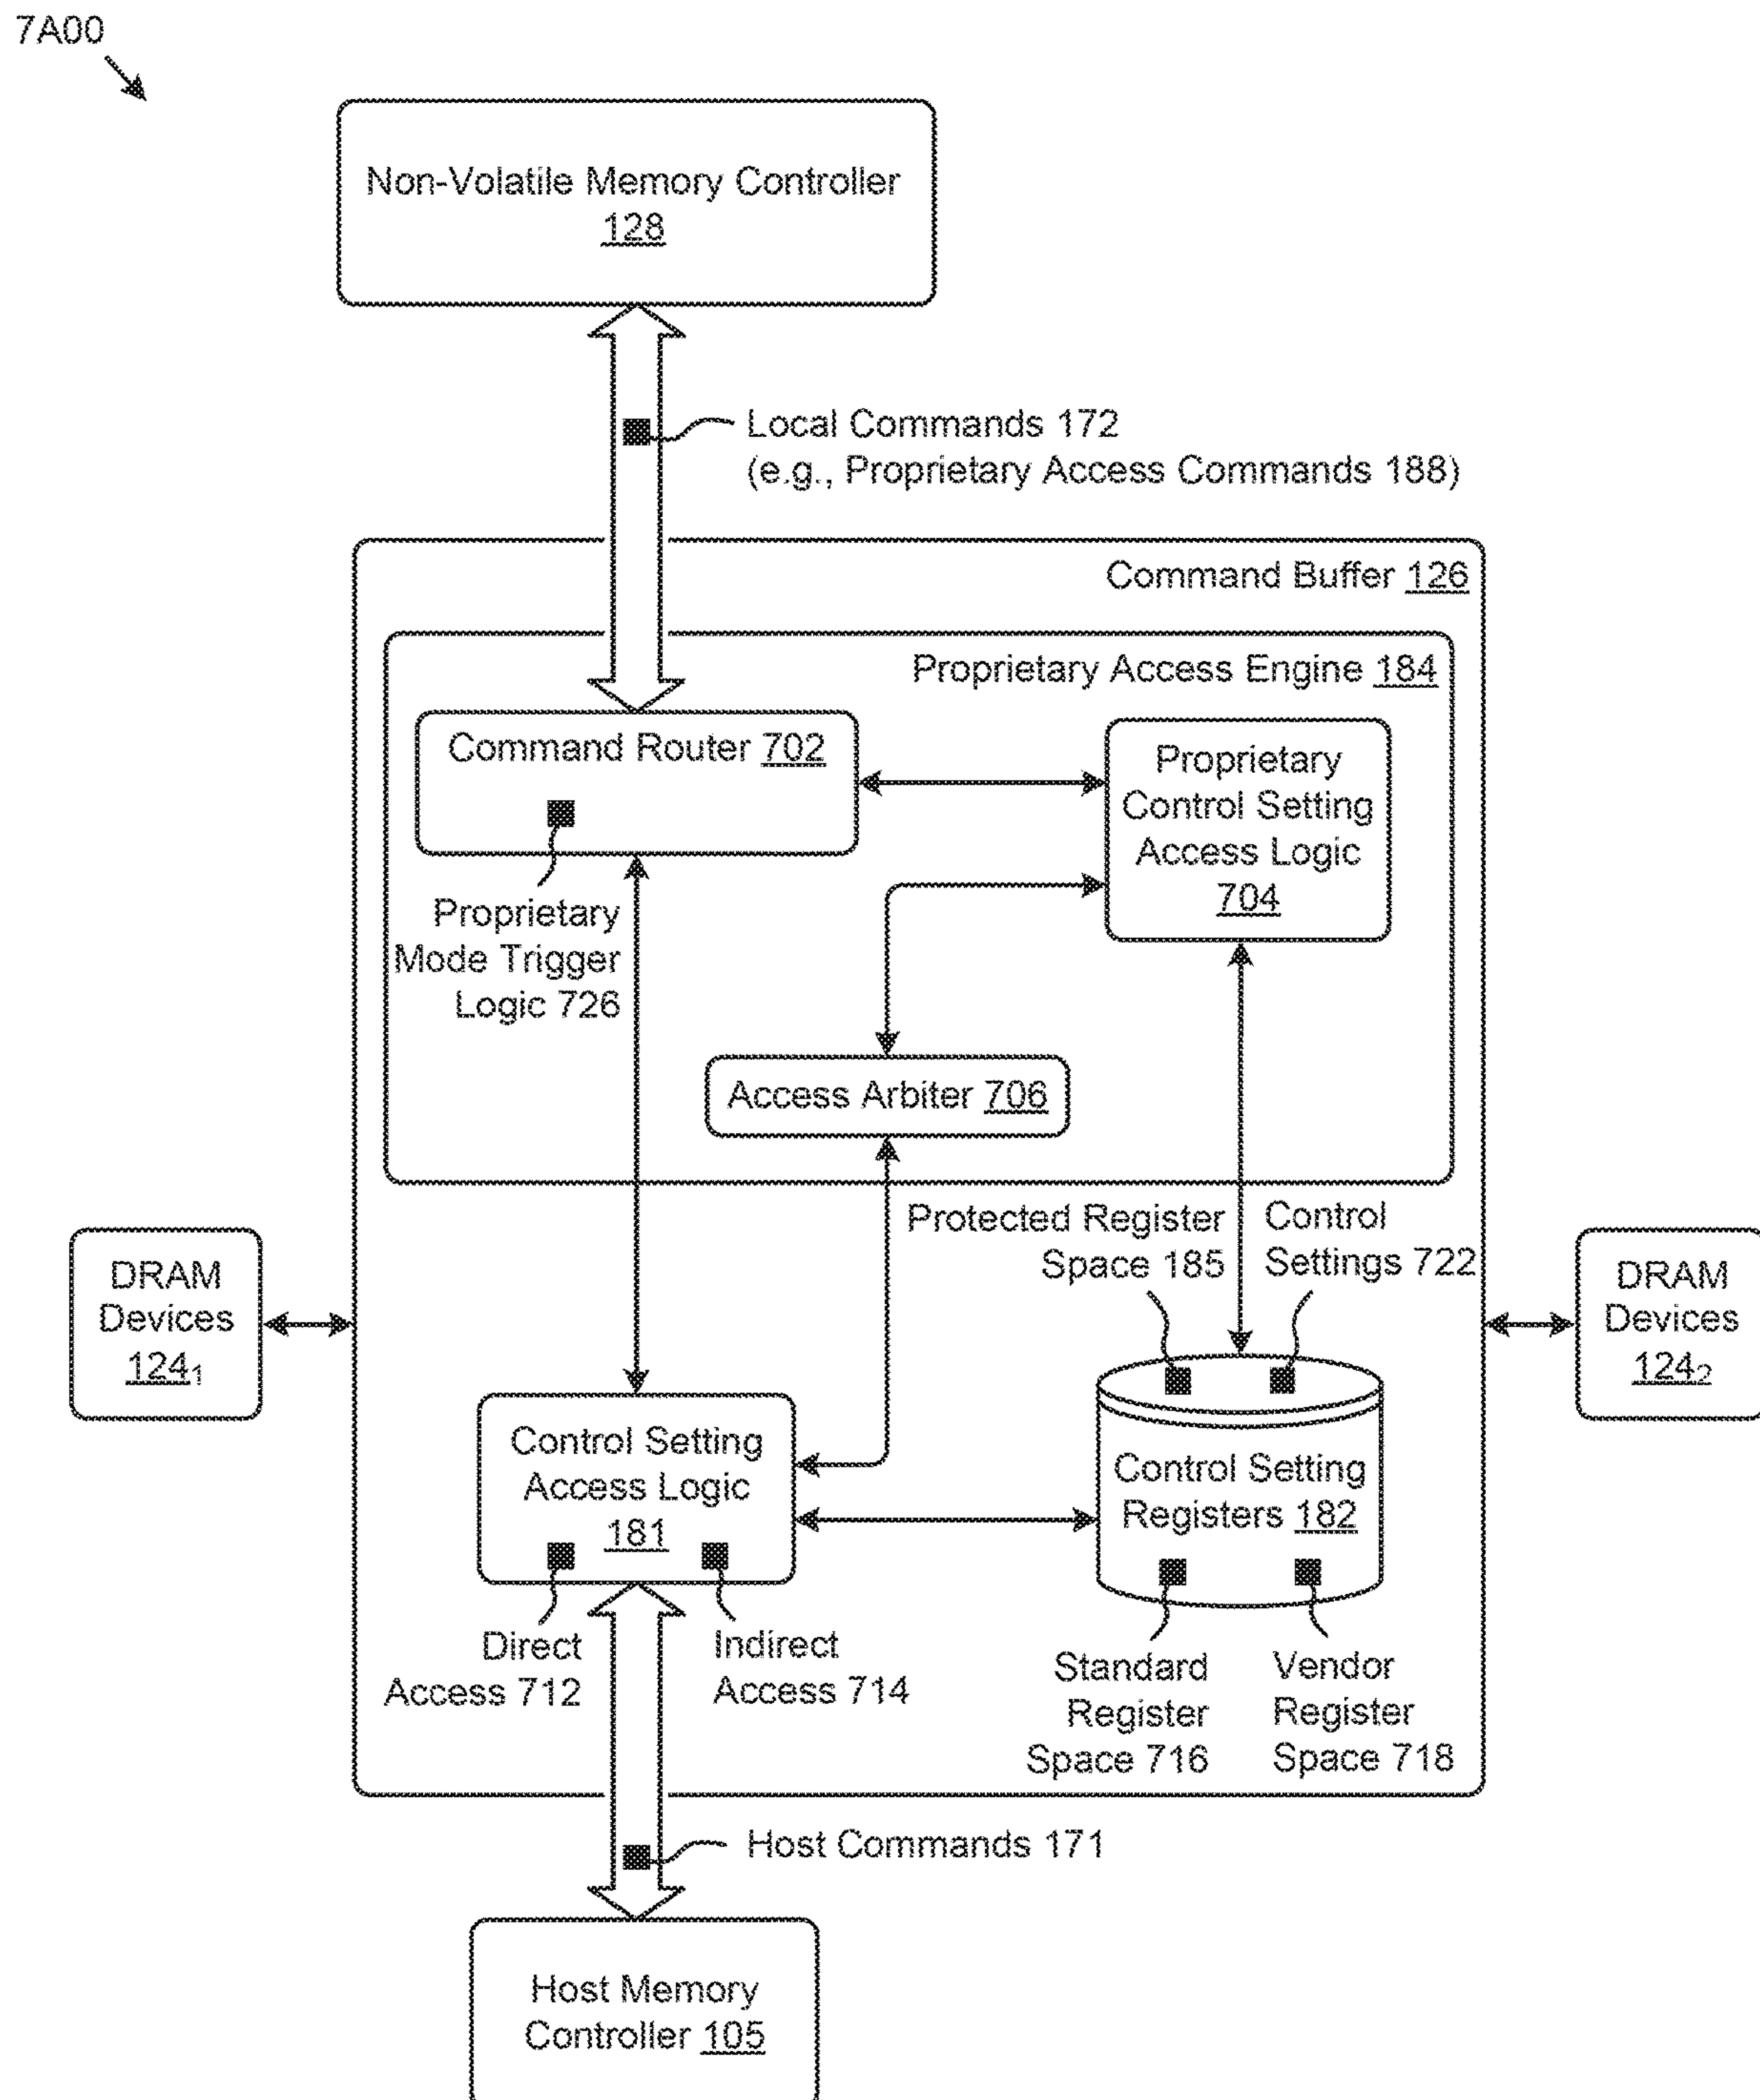 7A00
Non-Volatile Memory Controller
128
Local Commands 172
(e.g., Proprietary Access Commands 188)
Command Buffer 126
Proprietary Access Engine 184
Command Router 702
Proprietary
Control Setting
Access Logic
704
Proprietary
Mode Trigger
Logic 726
Access Arbiter 706
Protected Register
Space 185
Control
Settings 722
DRAM
Devices
124₁
DRAM
Devices
124₂
Control Setting
Access Logic
181
Control Setting
Registers 182
Direct
Access 712
Indirect
Access 714
Standard
Register
Space 716
Vendor
Register
Space 718
Host Commands 171
Host Memory
Controller 105